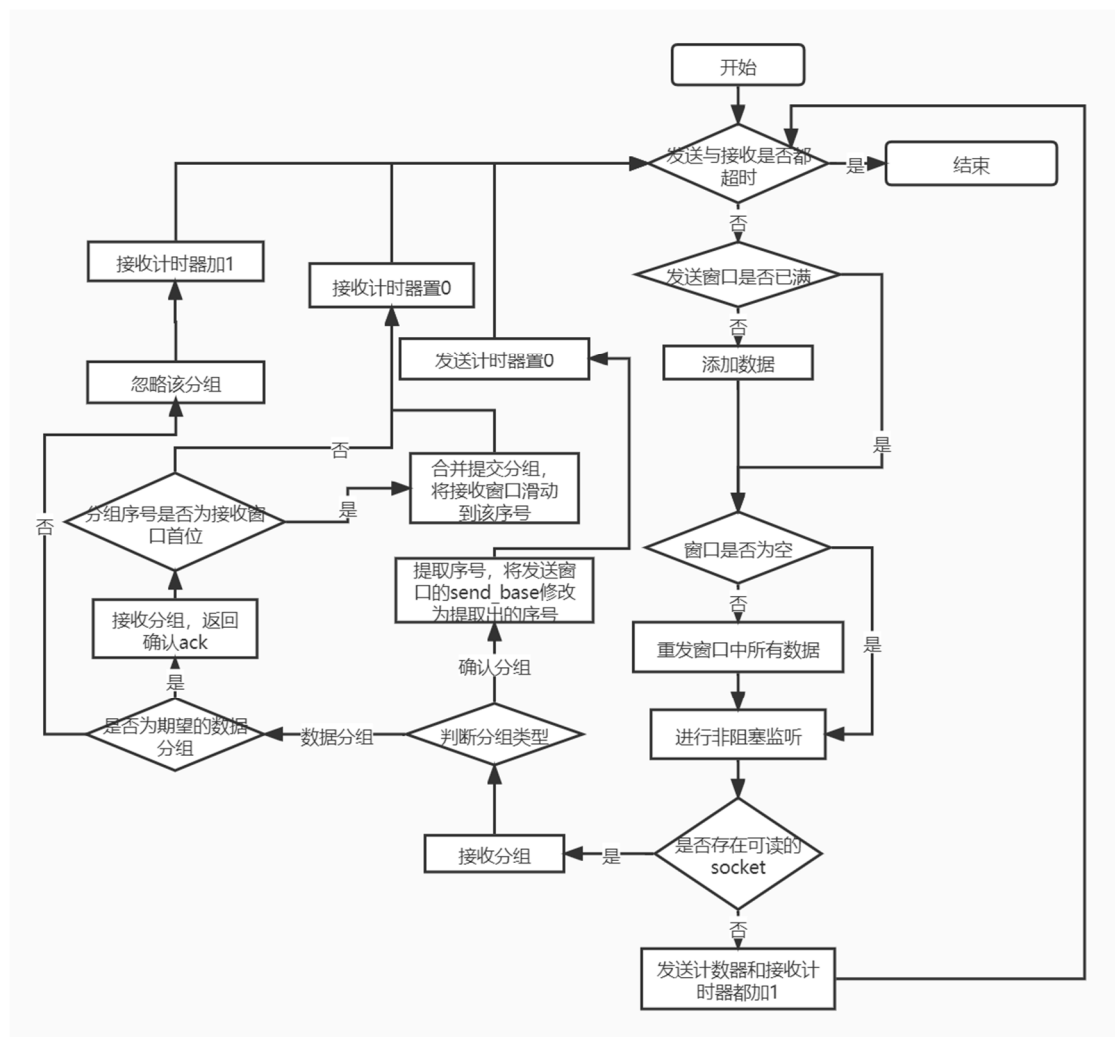 开始
发送与接收是否都
超时
是
结束
否
接收计时器加1
发送窗口是否已满
接收计时器置0
否
发送计时器置0
添加数据
忽略该分组
是
否
合并提交分组，
将接收窗口滑动
到该序号
是
分组序号是否为接收窗
口首位
否
窗口是否为空
提取序号，将发送窗
口的send_base修改
为提取出的序号
否
接收分组，返回
确认ack
重发窗口中所有数据
是
确认分组
是
是否为期望的数据
分组
数据分组
判断分组类型
进行非阻塞监听
是否存在可读的
socket
是
接收分组
否
发送计数器和接收计
时器都加1